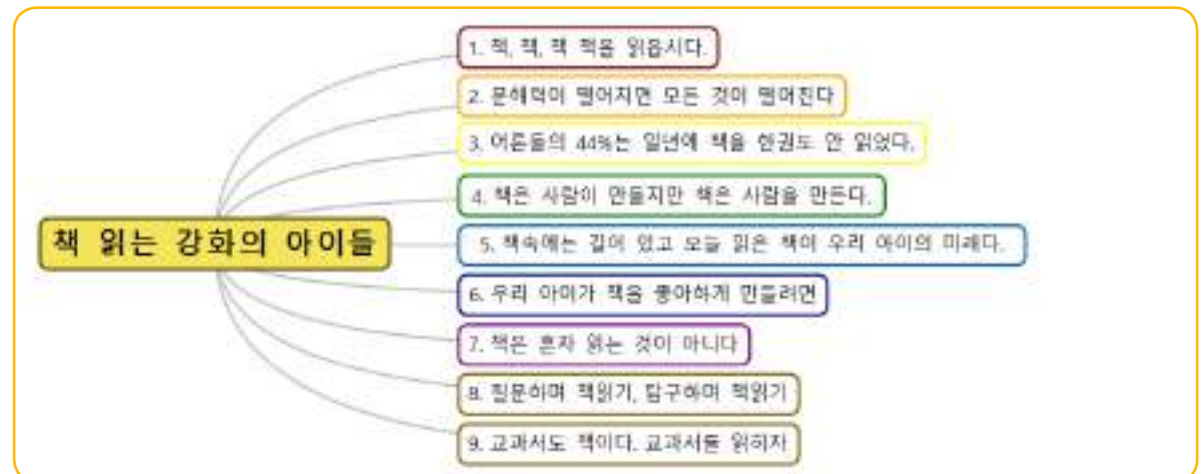 책 읽는 강화의 아이들
1. 책, 책, 책 책을 읽읍시다.
2. 문해력이 떨어지면 모든 것이 떨어진다
3. 어른들의 44%는 일년에 책을 한권도 안 읽었다.
4. 책은 사람이 만들지만 책은 사람을 만든다.
5. 책속에는 길이 있고 오늘 읽은 책이 우리 아이의 미래다.
6. 우리 아이가 책을 좋아하게 만들려면
7. 책은 혼자 읽는 것이 아니다
8. 질문하며 책읽기, 탐구하며 책읽기
9. 교과서도 책이다. 교과서를 읽히자